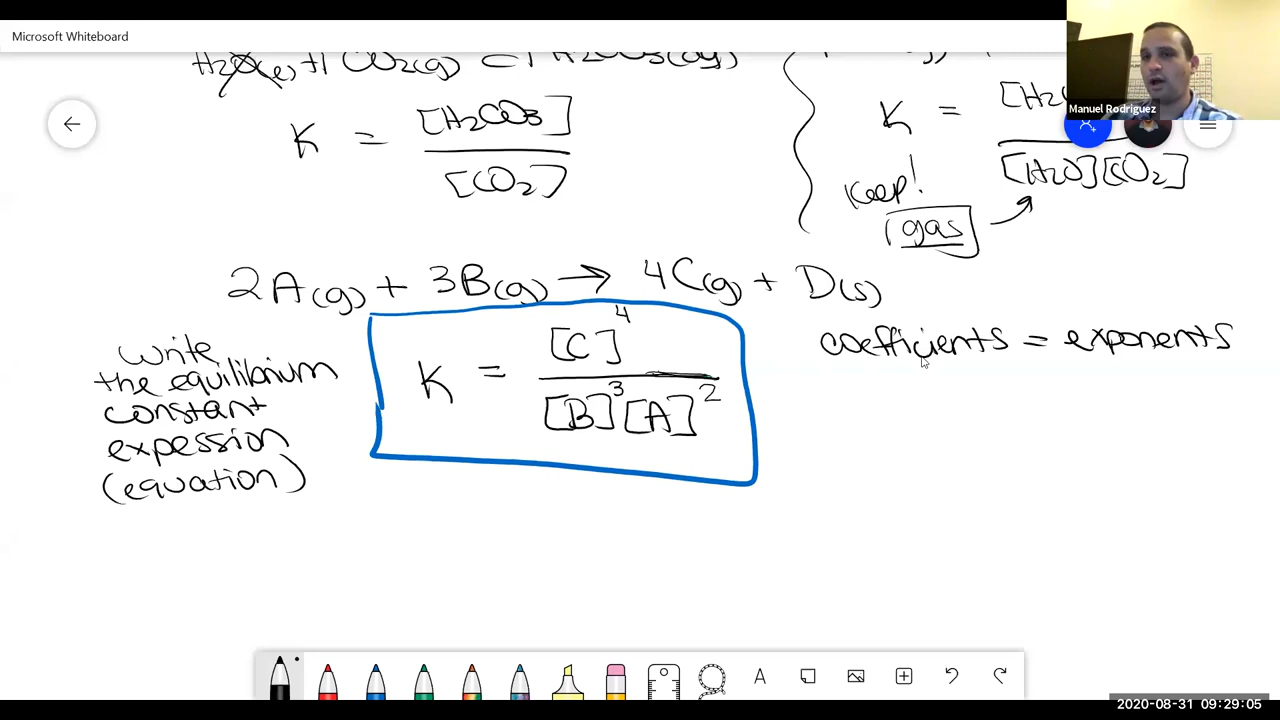 Microsoft Whiteboard
Manuel Rodriguez
K = [H2CO3]
[CO2]
K =
[H2O][CO2]
Keep!
gas
2A(g) + 3B(g) → 4C(g) + D(s)
write
the equilibrium
constant
expession
(equation)
K = [C]⁴
[B]³[A]²
coefficients = exponents
A
2020-08-31 09:29:05